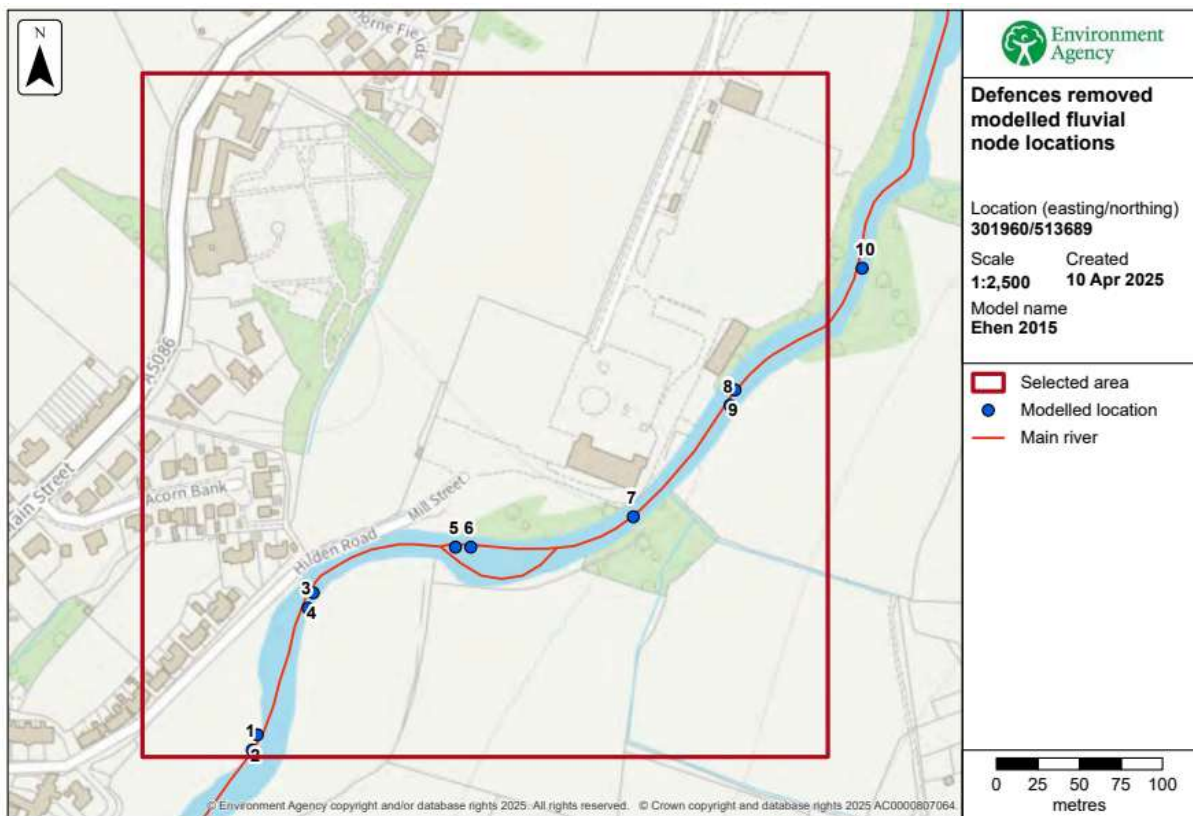 N
orne Fields
A5086
Main Street
Acorn Bank
Hilden Road
Mill Street
1
2
3
4
5 6
7
8
9
10
© Environment Agency copyright and/or database rights 2025. All rights reserved. © Crown copyright and database rights 2025 AC0000807064.
Environment
Agency
Defences removed
modelled fluvial
node locations
Location (easting/northing)
301960/513689
Scale Created
1:2,500 10 Apr 2025
Model name
Ehen 2015
Selected area
Modelled location
Main river
0 25 50 75 100
metres